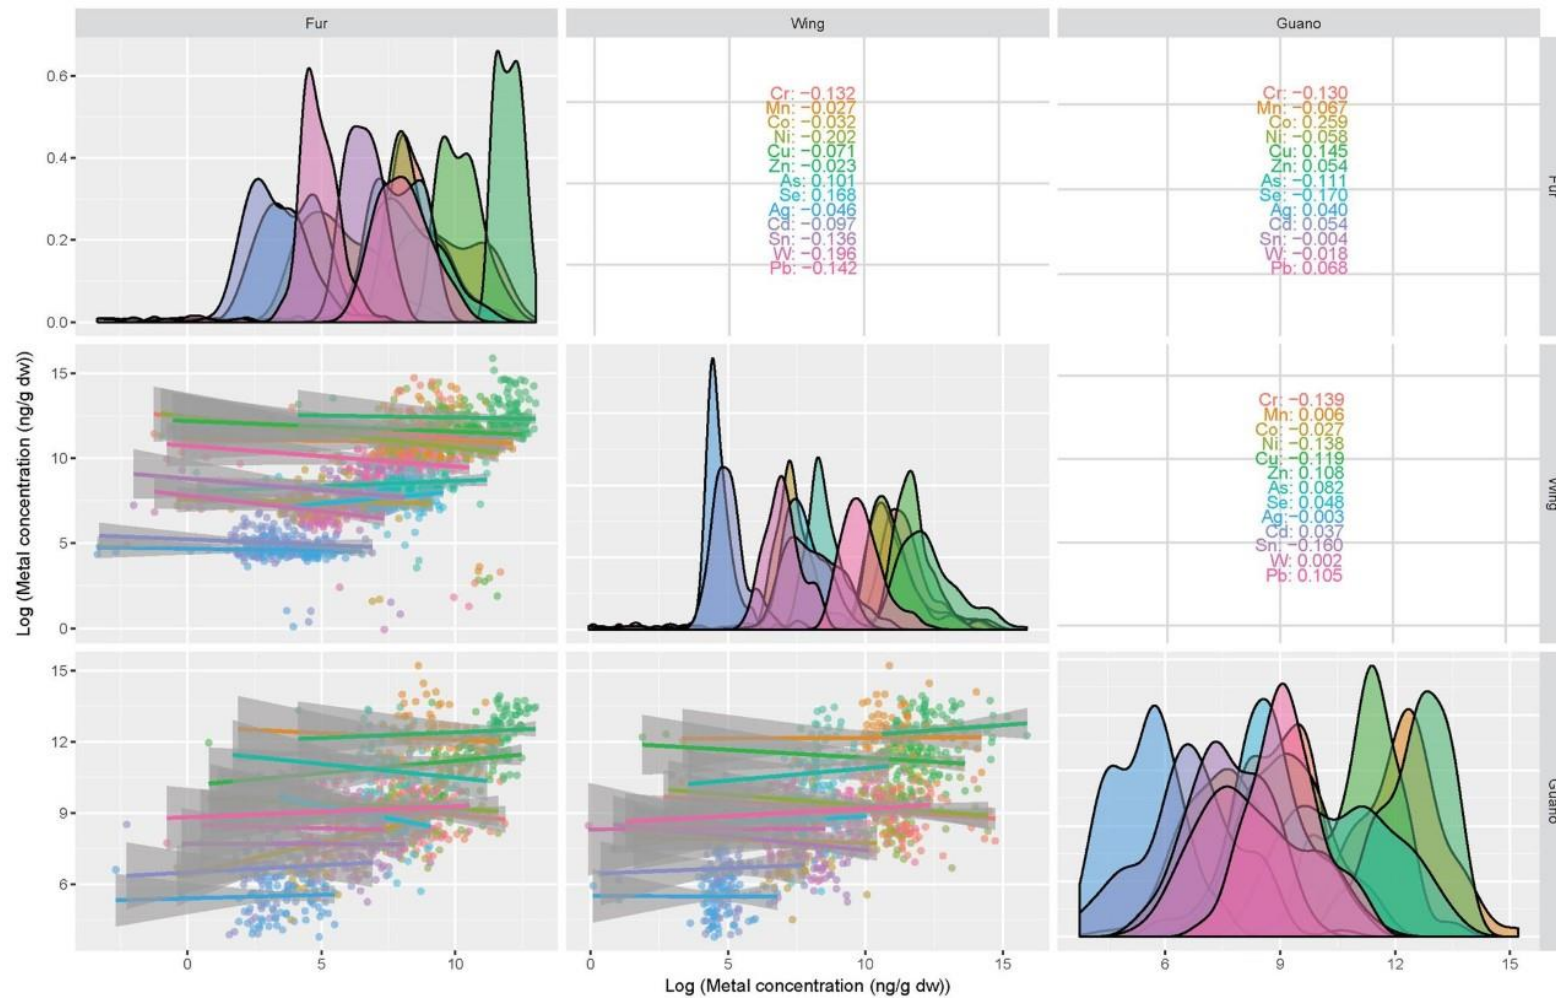 Fur
Wing
Guano
0.6
0.4
0.2
0.0
Cr: −0.132
Mn: −0.027
Co: −0.032
Ni: −0.202
Cu: −0.071
Zn: −0.023
As: 0.101
Se: 0.168
Ag: −0.046
Cd: −0.097
Sn: −0.136
W: −0.196
Pb: −0.142
Cr: −0.130
Mn: −0.067
Co: 0.259
Ni: −0.058
Cu: 0.145
Zn: 0.054
As: −0.111
Se: −0.170
Ag: 0.040
Cd: 0.054
Sn: −0.004
W: −0.018
Pb: 0.068
Fur
Log (Metal concentration (ng/g dw))
15
10
5
0
Cr: −0.139
Mn: 0.006
Co: −0.027
Ni: −0.138
Cu: −0.119
Zn: 0.108
As: 0.082
Se: 0.048
Ag: −0.003
Cd: 0.037
Sn: −0.160
W: 0.002
Pb: 0.105
Wing
15
12
9
6
Guano
0
5
10
0
5
10
15
6
9
12
15
Log (Metal concentration (ng/g dw))